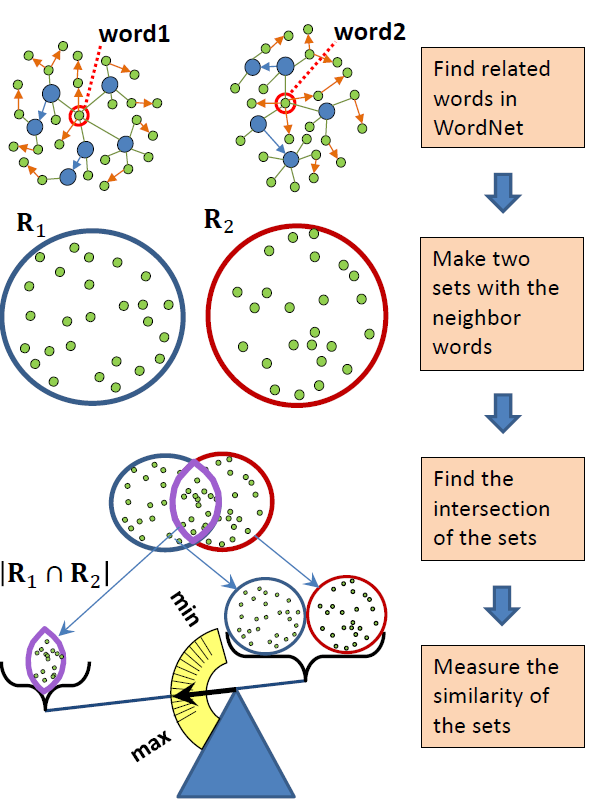 word1
word2
Find related
words in
WordNet
R1
R2
Make two
sets with the
neighbor
words
Find the
intersection
of the sets
|R1 ∩ R2|
min
max
Measure the
similarity of
the sets